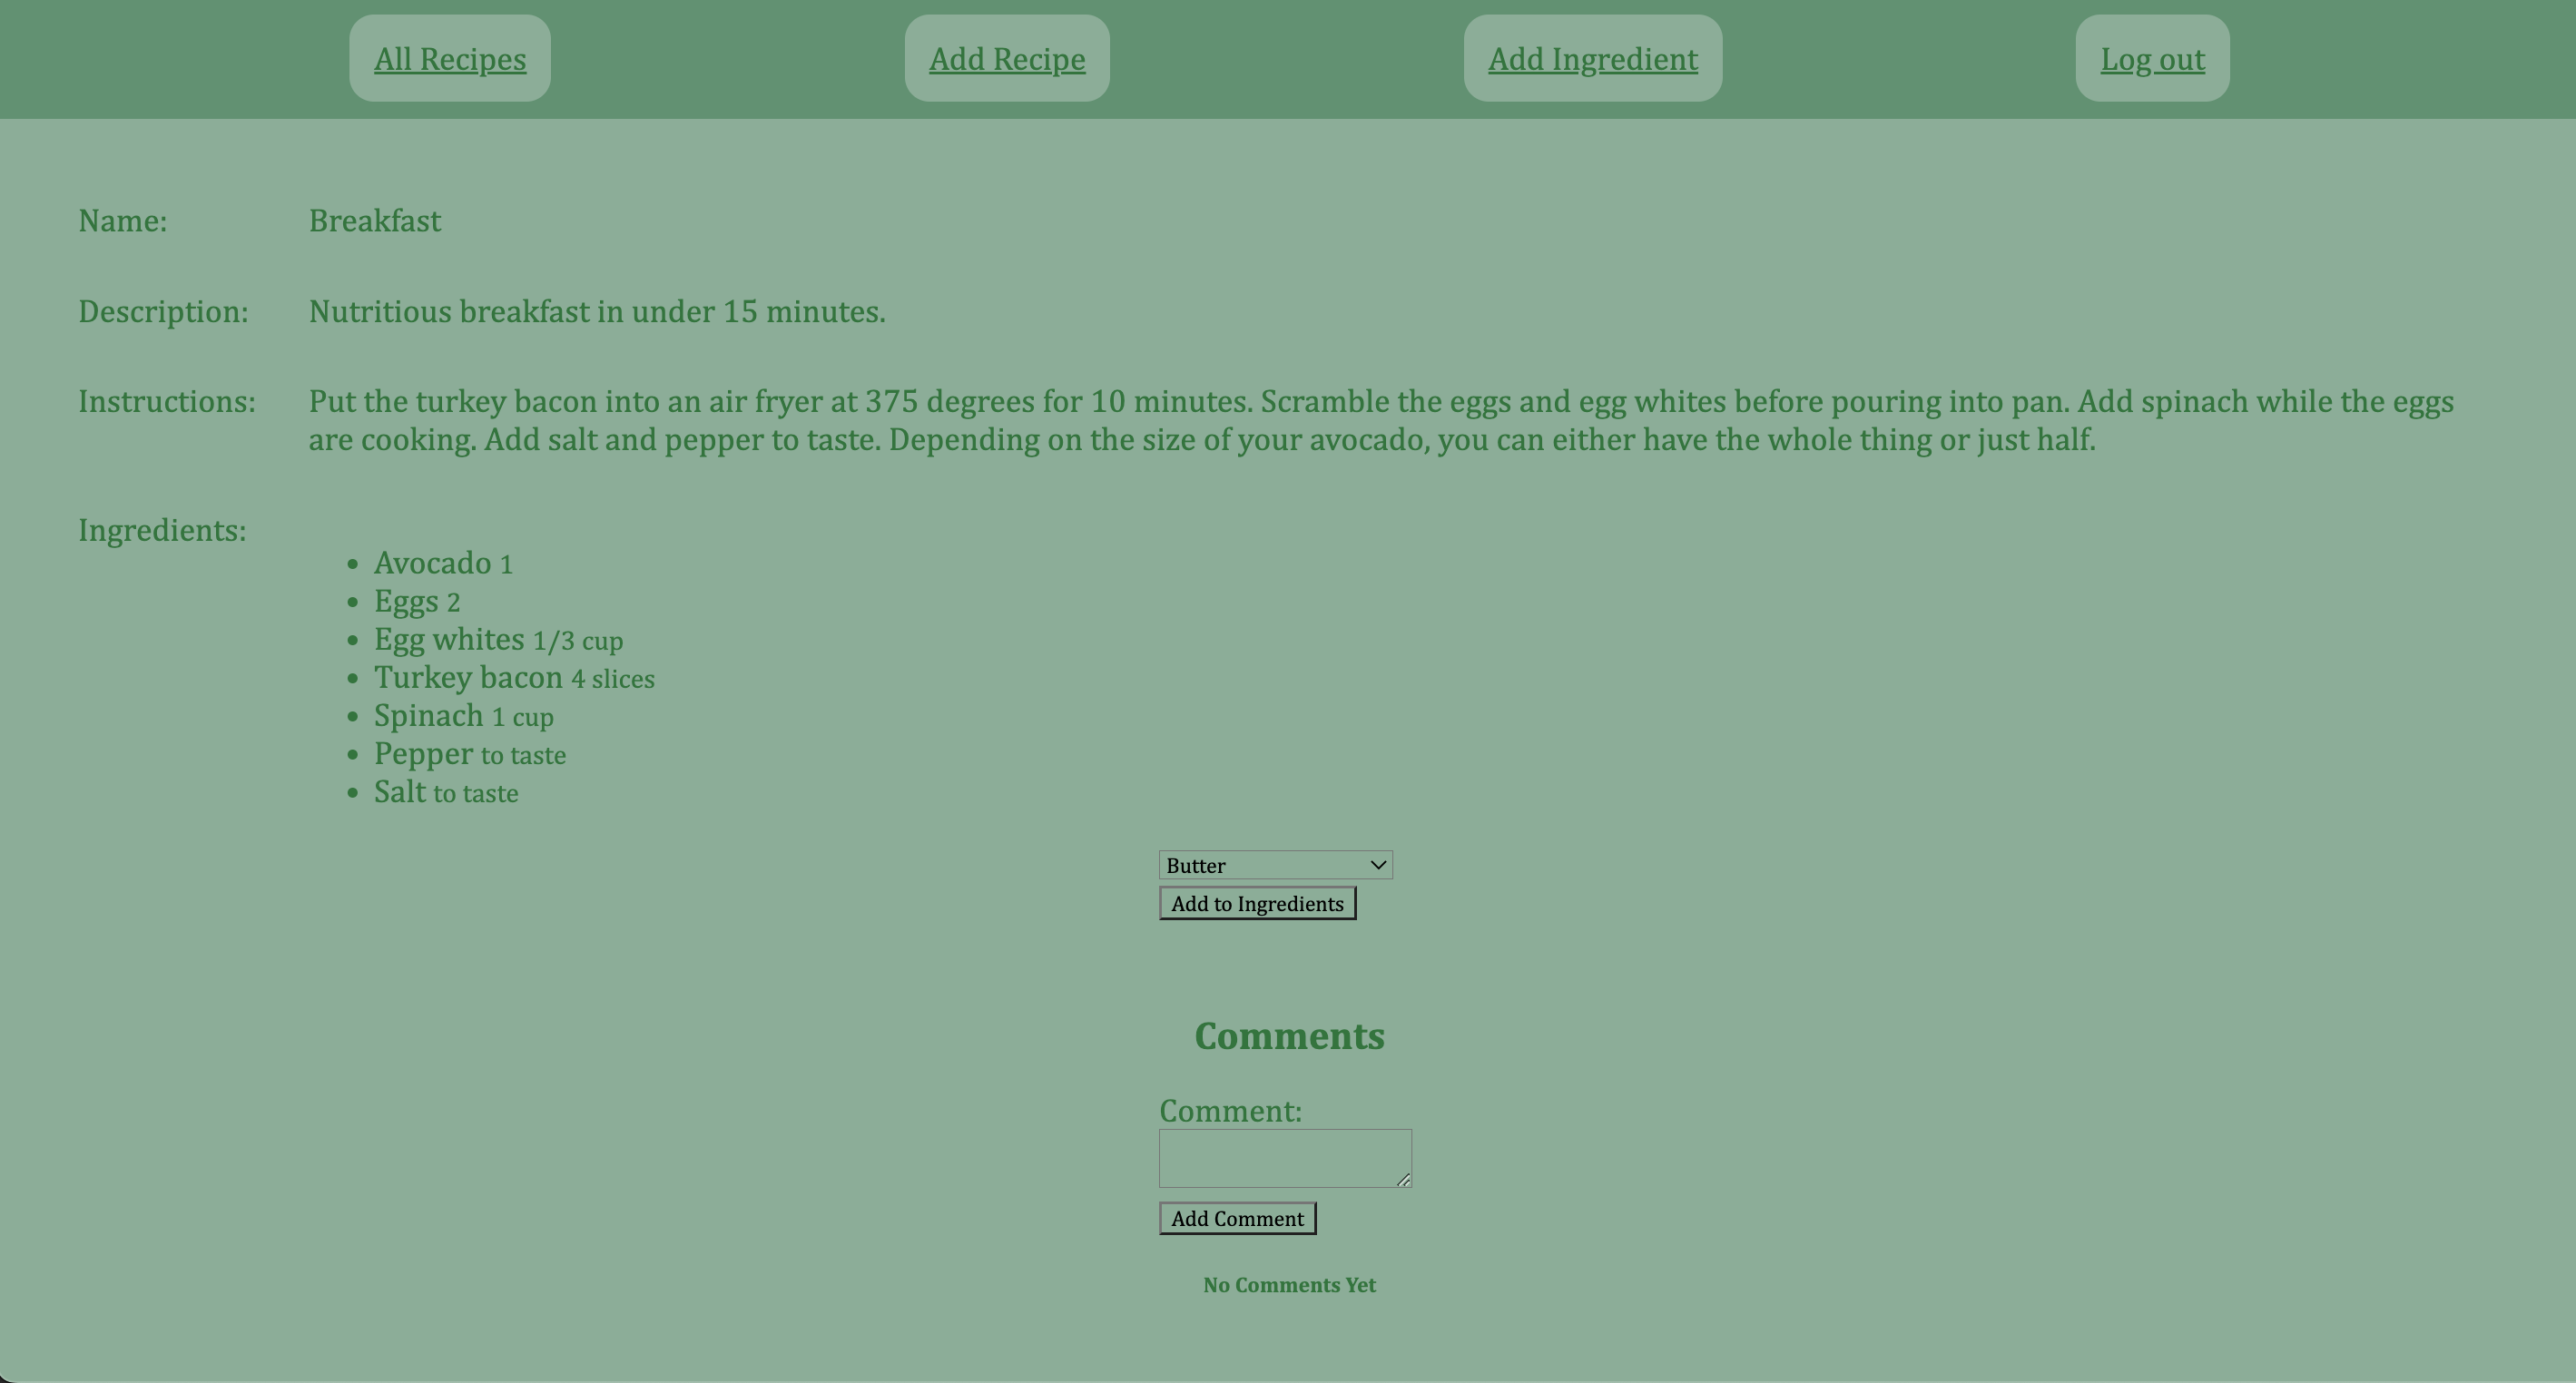 All Recipes Add Recipe Add Ingredient Log out
Name: Breakfast
Description: Nutritious breakfast in under 15 minutes.
Instructions: Put the turkey bacon into an air fryer at 375 degrees for 10 minutes. Scramble the eggs and egg whites before pouring into pan. Add spinach while the eggs
are cooking. Add salt and pepper to taste. Depending on the size of your avocado, you can either have the whole thing or just half.
Ingredients:
• Avocado 1
• Eggs 2
• Egg whites 1/3 cup
• Turkey bacon 4 slices
• Spinach 1 cup
• Pepper to taste
• Salt to taste
Butter
Add to Ingredients
Comments
Comment:
Add Comment
No Comments Yet